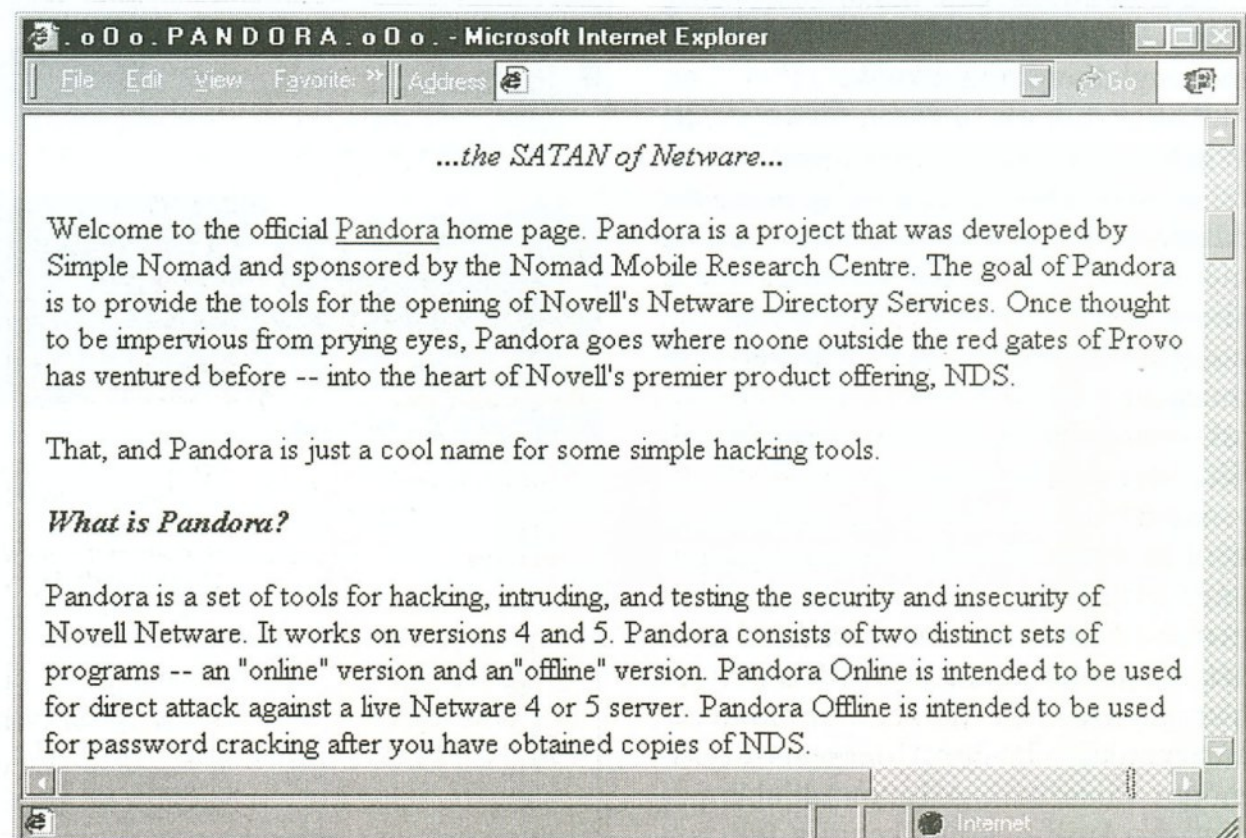 . o 0 o . P A N D O R A . o 0 o . - Microsoft Internet Explorer
File Edit View Favorite: » Address Go
...the SATAN of Netware...
Welcome to the official Pandora home page. Pandora is a project that was developed by
Simple Nomad and sponsored by the Nomad Mobile Research Centre. The goal of Pandora
is to provide the tools for the opening of Novell's Netware Directory Services. Once thought
to be impervious from prying eyes, Pandora goes where noone outside the red gates of Provo
has ventured before -- into the heart of Novell's premier product offering, NDS.
That, and Pandora is just a cool name for some simple hacking tools.
What is Pandora?
Pandora is a set of tools for hacking, intruding, and testing the security and insecurity of
Novell Netware. It works on versions 4 and 5. Pandora consists of two distinct sets of
programs -- an "online" version and an"offline" version. Pandora Online is intended to be used
for direct attack against a live Netware 4 or 5 server. Pandora Offline is intended to be used
for password cracking after you have obtained copies of NDS.
Internet